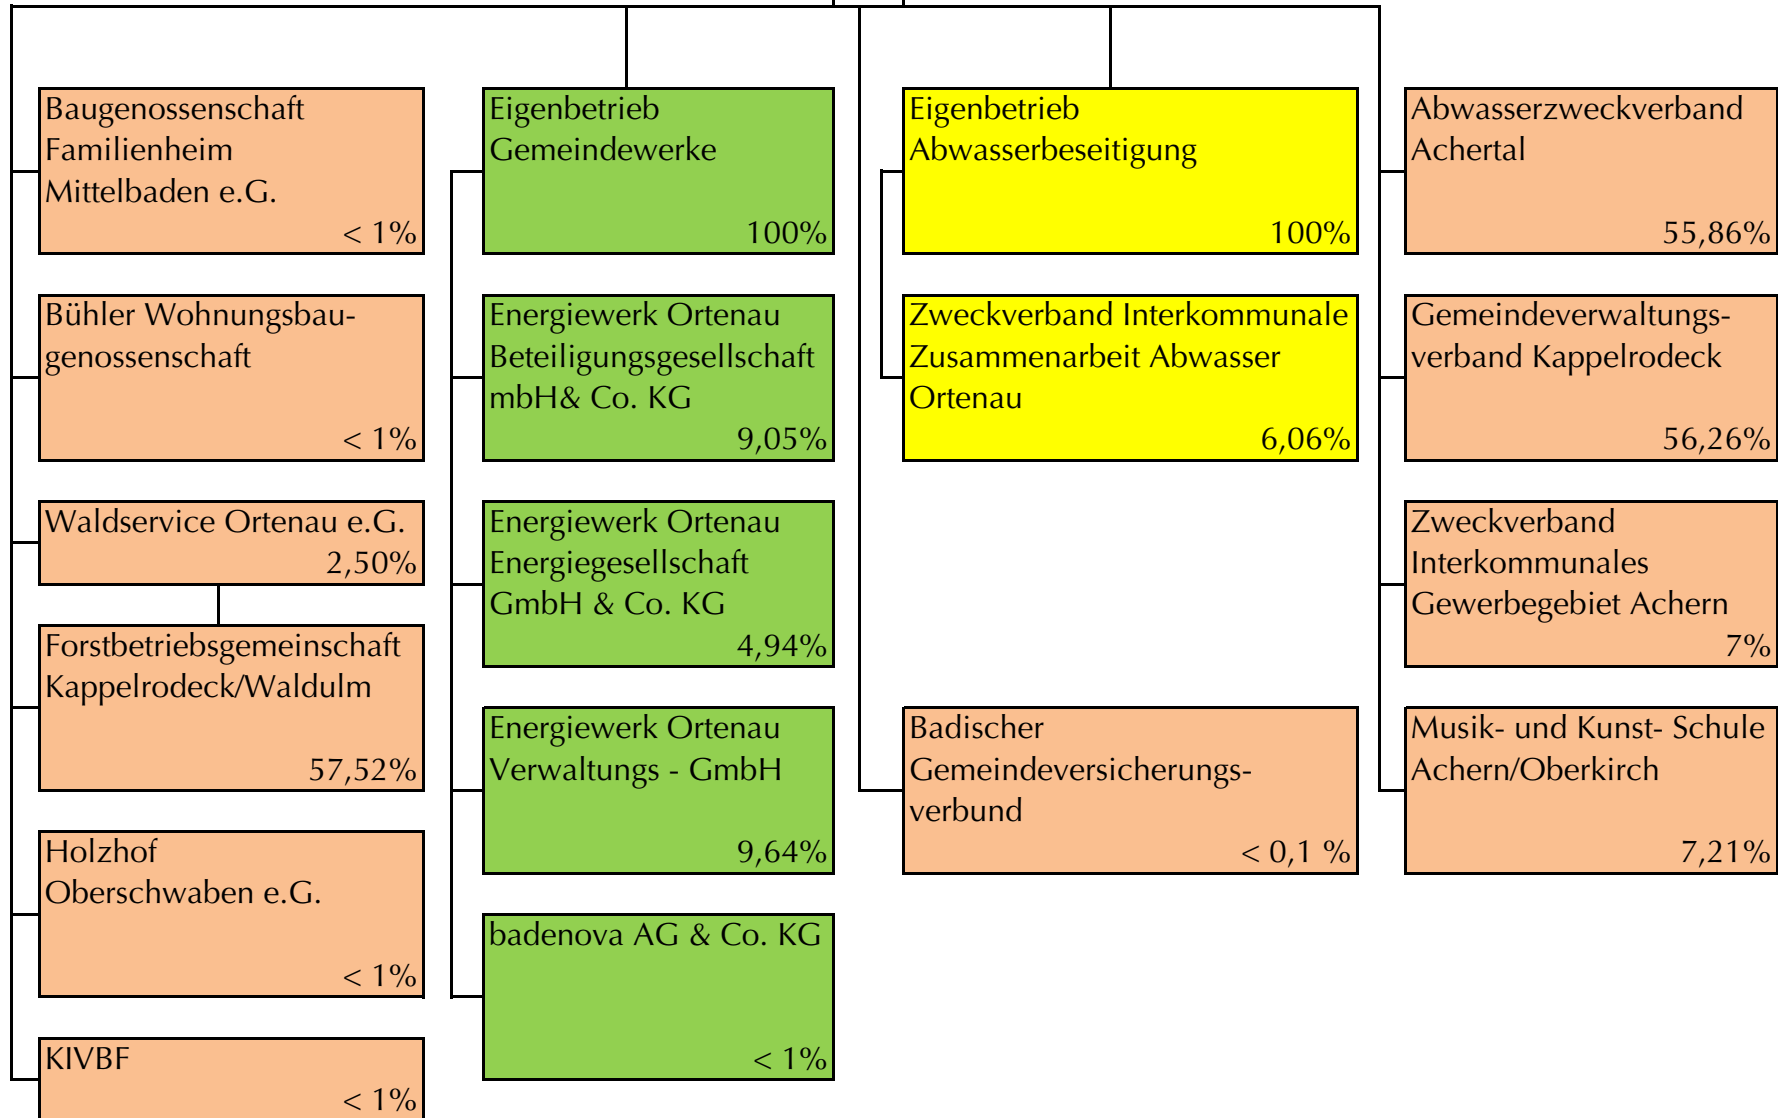 Baugenossenschaft
Familienheim
Mittelbaden e.G.
< 1%
Bühler Wohnungsbau-
genossenschaft
< 1%
Waldservice Ortenau e.G.
2,50%
Forstbetriebsgemeinschaft
Kappelrodeck/Waldulm
57,52%
Holzhof
Oberschwaben e.G.
< 1%
KIVBF
< 1%
Eigenbetrieb
Gemeindewerke
100%
Energiewerk Ortenau
Beteiligungsgesellschaft
mbH& Co. KG
9,05%
Energiewerk Ortenau
Energiegesellschaft
GmbH & Co. KG
4,94%
Energiewerk Ortenau
Verwaltungs - GmbH
9,64%
badenova AG & Co. KG
< 1%
Eigenbetrieb
Abwasserbeseitigung
100%
Zweckverband Interkommunale
Zusammenarbeit Abwasser
Ortenau
6,06%
Badischer
Gemeindeversicherungs-
verbund
< 0,1 %
Abwasserzweckverband
Achertal
55,86%
Gemeindeverwaltungs-
verband Kappelrodeck
56,26%
Zweckverband
Interkommunales
Gewerbegebiet Achern
7%
Musik- und Kunst- Schule
Achern/Oberkirch
7,21%